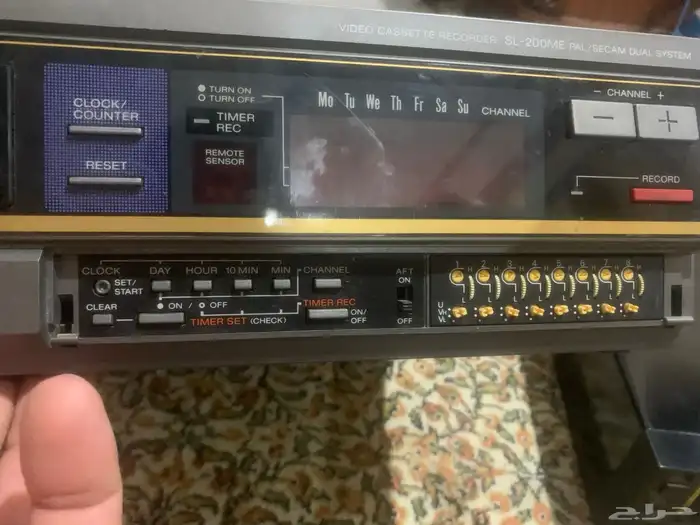 VIDEO CASSETTE RECORDER SL-200ME PAL/SECAM DUAL SYSTEM
CLOCK/
COUNTER
RESET
TURN ON
TURN OFF
TIMER
REC
REMOTE
SENSOR
Mo Tu We Th Fr Sa Su CHANNEL
− CHANNEL +
− +
RECORD
CLOCK DAY HOUR 10 MIN MIN CHANNEL
SET/
START
CLEAR
ON / OFF
TIMER SET (CHECK)
TIMER REC
ON/
OFF
AFT
ON
OFF
1 2 3 4 5 6 7 8
H H H H H H H H
L L L L L L L L
U
VH
VL
حراج